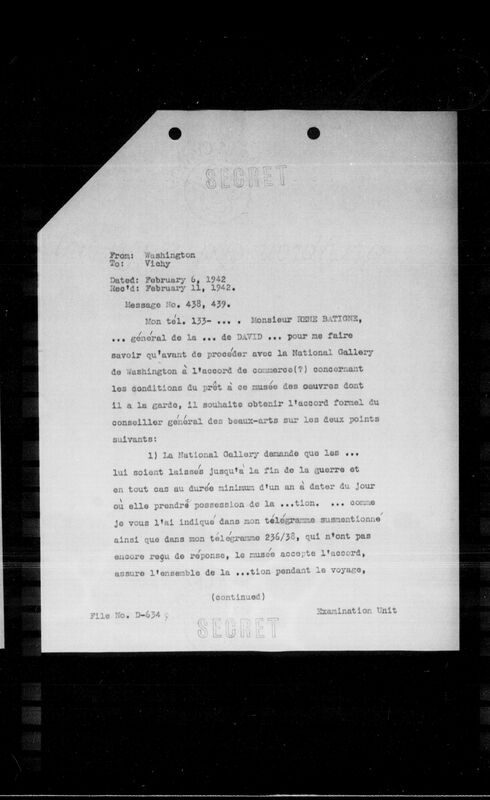 SECRET
From: Washington
To: Vichy
Dated: February 6, 1942
Rec'd: February 11, 1942.
Message No. 438, 439.
Mon tél. 133- ... . Monsieur RENE BATIGNE,
... général de la ... de DAVID ... pour me faire
savoir qu'avant de procéder avec la National Gallery
de Washington à l'accord de commerce(?) concernant
les conditions du prêt à ce musée des oeuvres dont
il a la garde, il souhaite obtenir l'accord formel du
conseiller général des beaux-arts sur les deux points
suivants:
1) La National Gallery demande que les ...
lui soient laissés jusqu'à la fin de la guerre et
en tout cas au durée minimum d'un an à dater du jour
où elle prendré possession de la ...tion. ... comme
je vous l'ai indiqué dans mon télégramme susmentionné
ainsi que dans mon télégramme 236/38, qui n'ont pas
encore reçu de réponse, le musée accepte l'accord,
assure l'ensemble de la ...tion pendant le voyage,
(continued)
File No. D-634
Examination Unit
SECRET